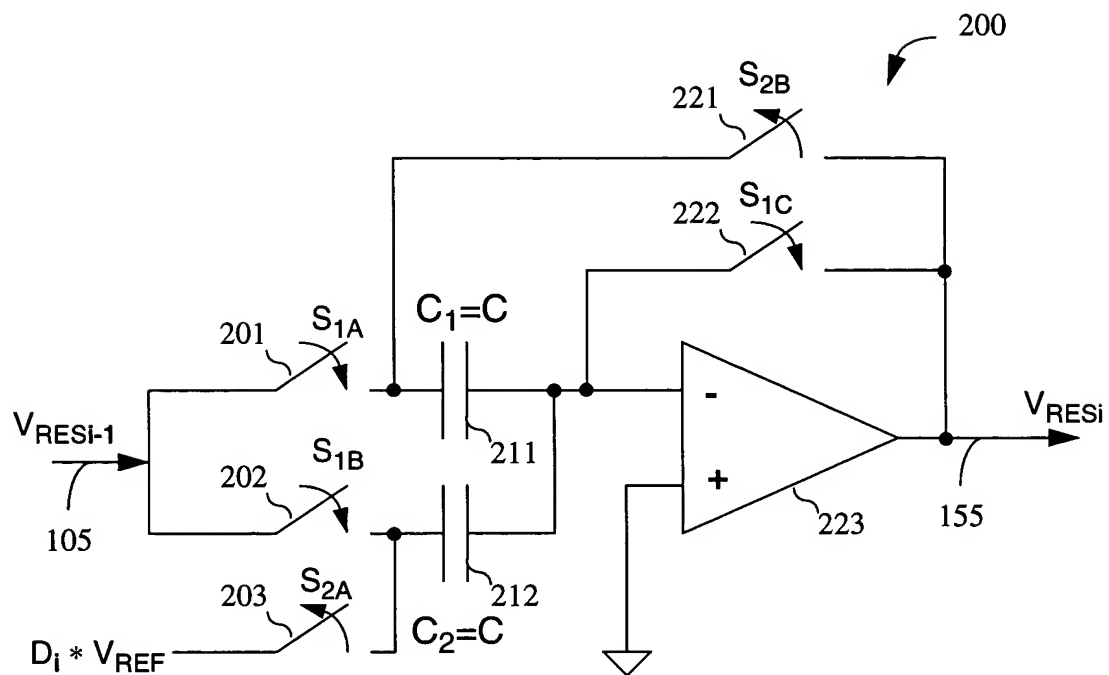 200
S2B
221
S1C
222
C1=C
S1A
201
-
VRESi-1
VRESi
211
S1B
202
+
223
155
105
212
S2A
203
C2=C
Di * VREF